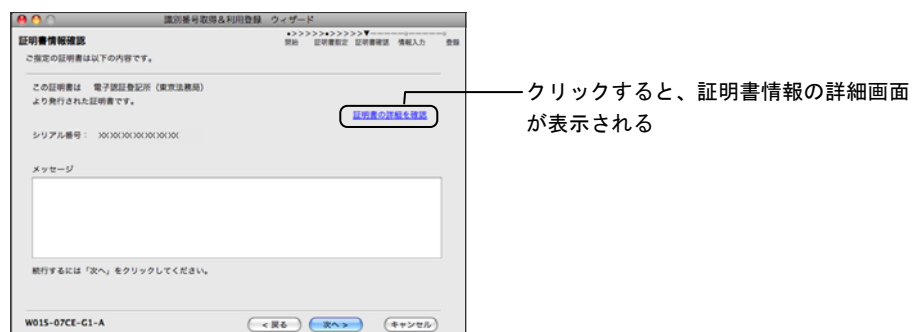 識別番号取得&利用登録 ウィザード
証明書情報確認
•>>>>>•>>>>>▼-----◦-----◦
開始 証明書指定 証明書確認 情報入力 登録
ご指定の証明書は以下の内容です。
この証明書は 電子認証登記所（東京法務局）
より発行された証明書です。
証明書の詳細を確認
シリアル番号：
メッセージ
続行するには「次へ」をクリックしてください。
W01S-07CE-G1-A
< 戻る
次へ >
キャンセル
クリックすると、証明書情報の詳細画面
が表示される